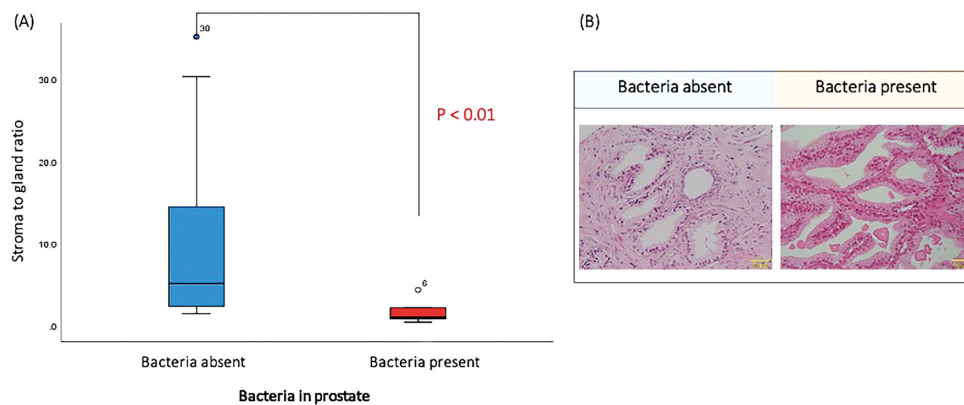 (A)
30
30.0
20.0
10.0
.0
Stroma to gland ratio
P < 0.01
6
Bacteria absent
Bacteria present
Bacteria in prostate
(B)
Bacteria absent
Bacteria present